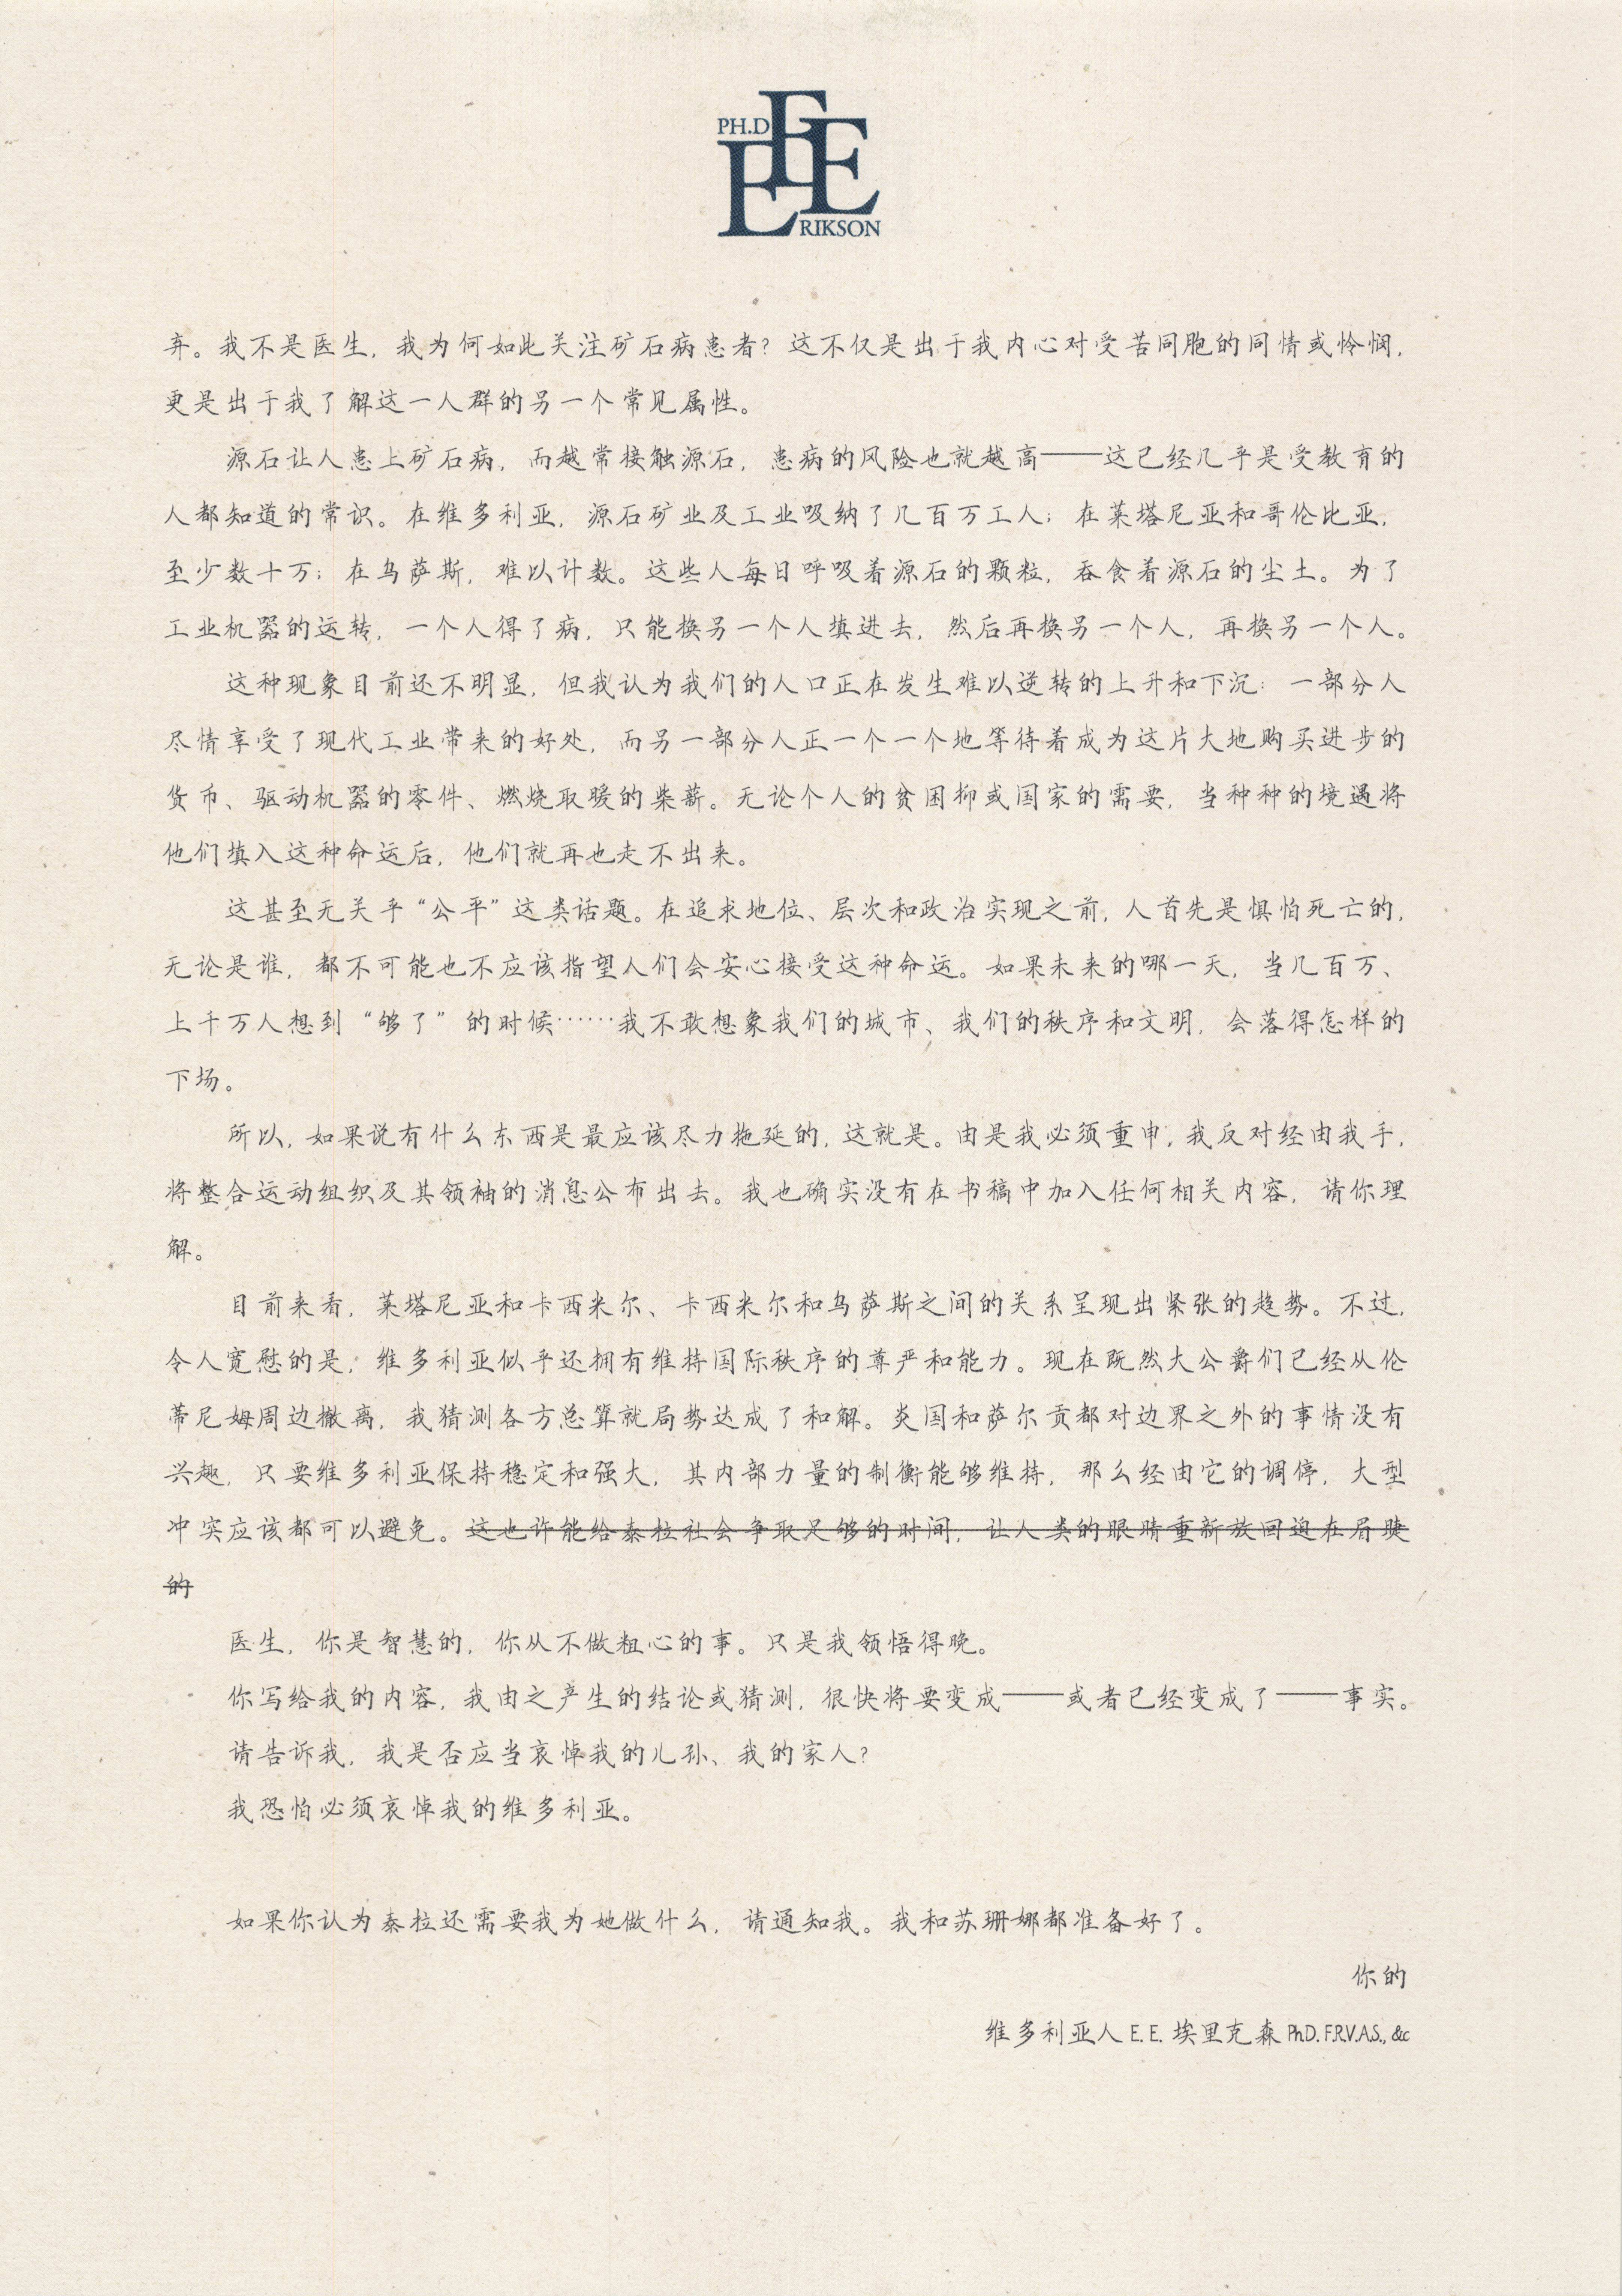 PH.D
EEE
RIKSON
弃。我不是医生，我为何如此关注矿石病患者？这不仅是出于我内心对受苦同胞的同情或怜悯，
更是出于我了解这一人群的另一个常见属性。
源石让人患上矿石病，而越常接触源石，患病的风险也就越高——这已经几乎是受教育的
人都知道的常识。在维多利亚，源石矿业及工业吸纳了几百万工人；在莱塔尼亚和哥伦比亚，
至少数十万；在乌萨斯，难以计数。这些人每日呼吸着源石的颗粒，吞食着源石的尘土。为了
工业机器的运转，一个人得了病，只能换另一个人填进去，然后再换另一个人，再换另一个人。
这种现象目前还不明显，但我认为我们的人口正在发生难以逆转的上升和下沉：一部分人
尽情享受了现代工业带来的好处，而另一部分人正一个一个地等待着成为这片大地购买进步的
货币、驱动机器的零件、燃烧取暖的柴薪。无论个人的贫困抑或国家的需要，当种种的境遇将
他们填入这种命运后，他们就再也走不出来。
这甚至无关乎“公平”这类话题。在追求地位、层次和政治实现之前，人首先是惧怕死亡的，
无论是谁，都不可能也不应该指望人们会安心接受这种命运。如果未来的哪一天，当几百万、
上千万人想到“够了”的时候……我不敢想象我们的城市、我们的秩序和文明，会落得怎样的
下场。
所以，如果说有什么东西是最应该尽力拖延的，这就是。由是我必须重申，我反对经由我手，
将整合运动组织及其领袖的消息公布出去。我也确实没有在书稿中加入任何相关内容，请你理
解。
目前来看，莱塔尼亚和卡西米尔、卡西米尔和乌萨斯之间的关系呈现出紧张的趋势。不过，
令人宽慰的是，维多利亚似乎还拥有维持国际秩序的尊严和能力。现在既然大公爵们已经从伦
蒂尼姆周边撤离，我猜测各方总算就局势达成了和解。炎国和萨尔贡都对边界之外的事情没有
兴趣，只要维多利亚保持稳定和强大，其内部力量的制衡能够维持，那么经由它的调停，大型
冲突应该都可以避免。这也许能给泰拉社会争取足够的时间，让人类的眼睛重新放回迫在眉睫
的
医生，你是智慧的，你从不做粗心的事。只是我领悟得晚。
你写给我的内容，我由之产生的结论或猜测，很快将要变成——或者已经变成了——事实。
请告诉我，我是否应当哀悼我的儿孙、我的家人？
我恐怕必须哀悼我的维多利亚。
如果你认为泰拉还需要我为她做什么，请通知我。我和苏珊娜都准备好了。
你的
维多利亚人 E. E. 埃里克森 PhD. F.R.V.A.S., &c